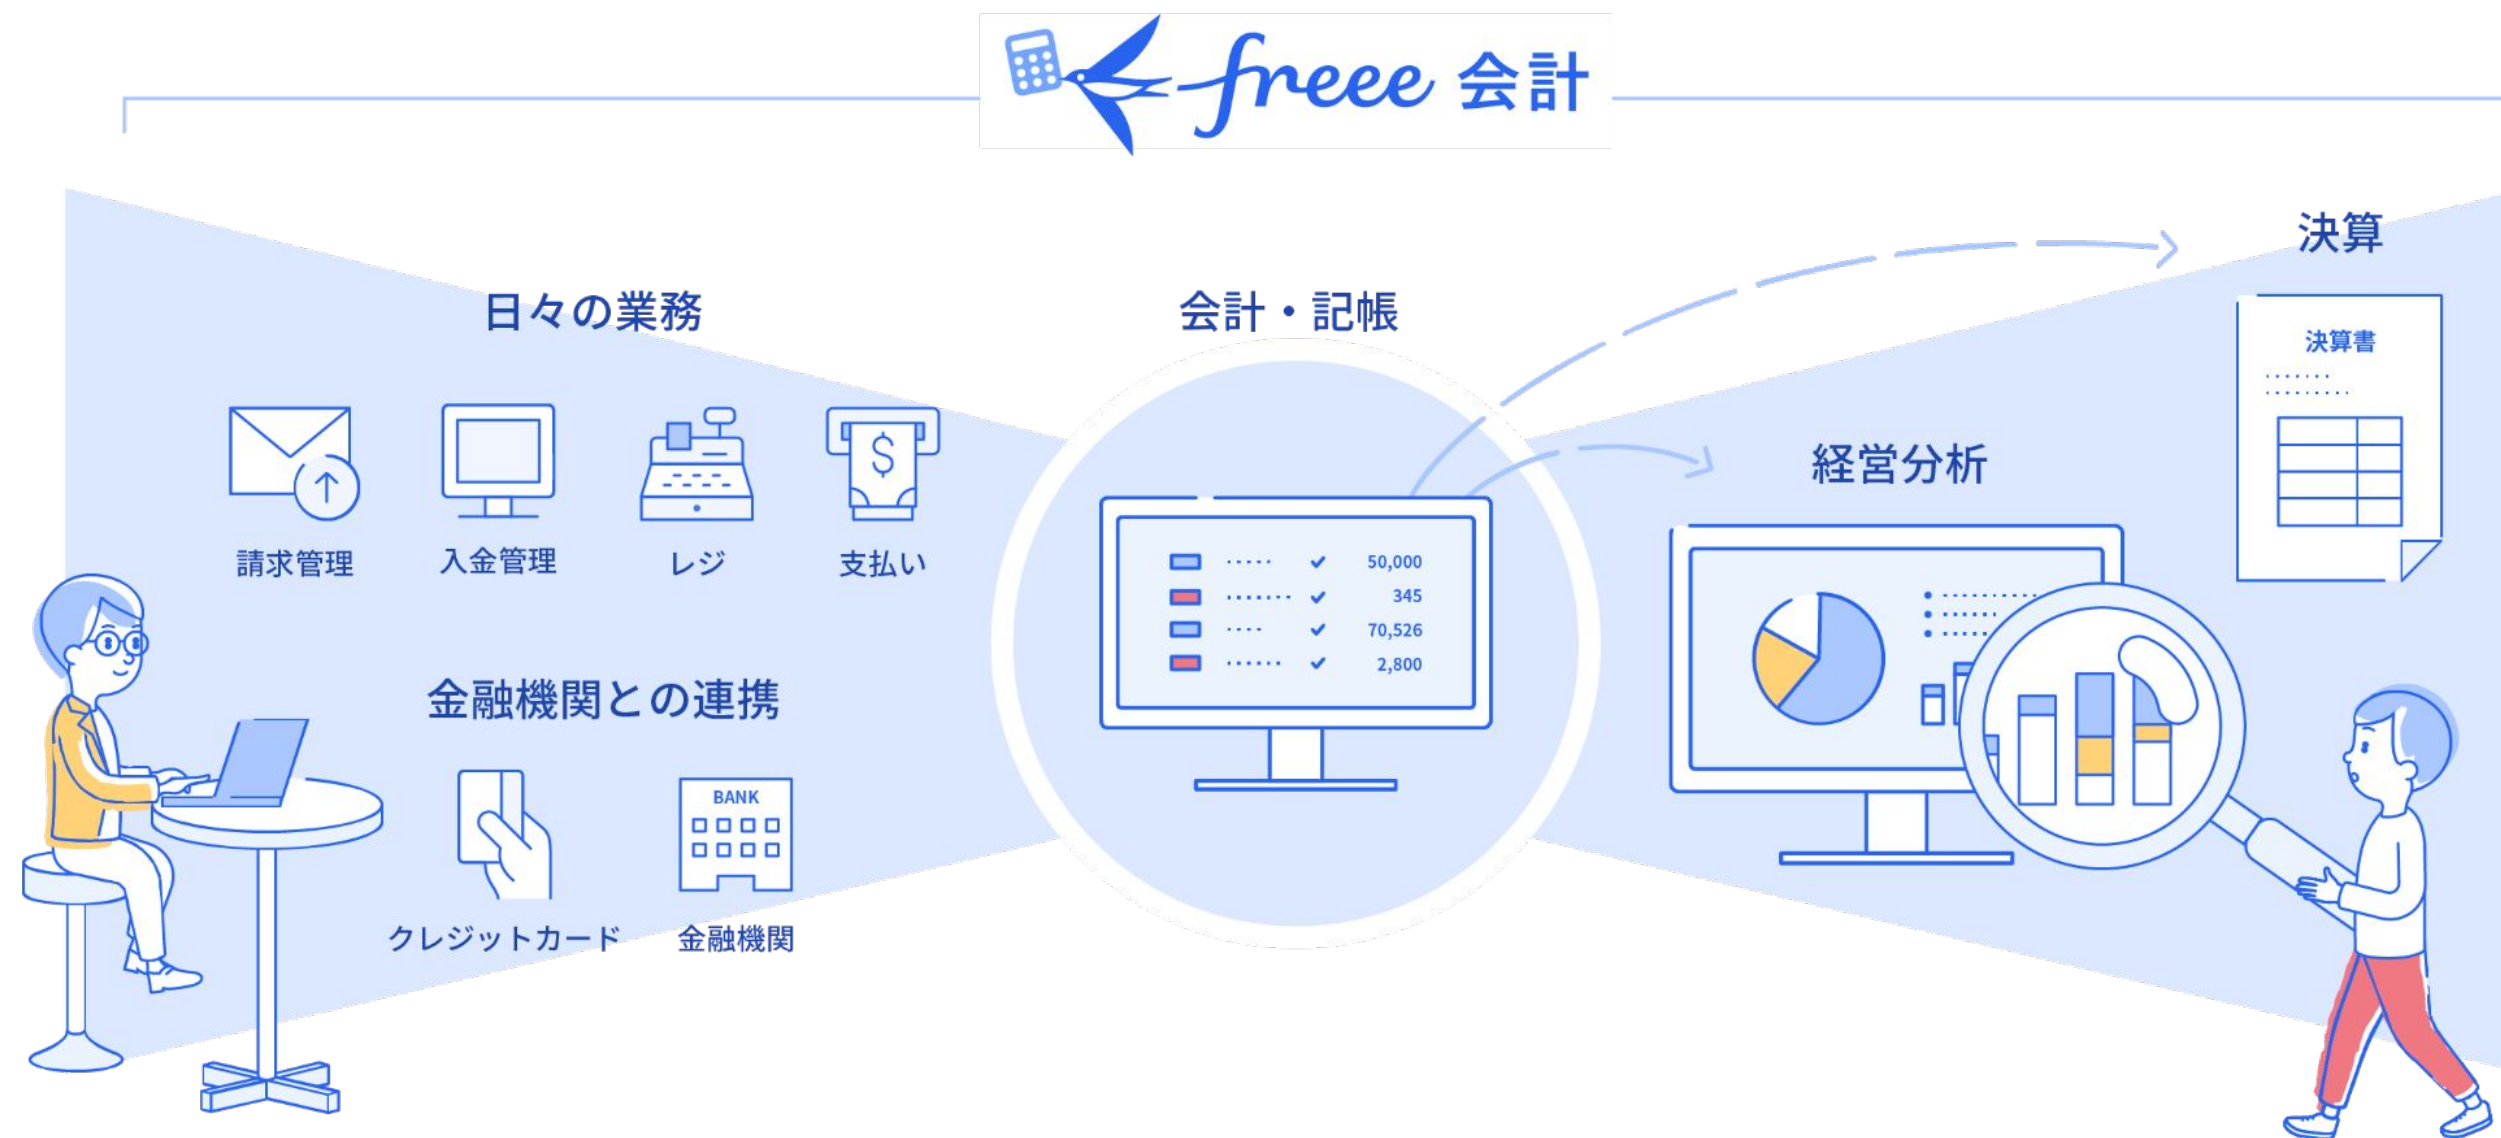 freee 会計
日々の業務
請求管理
入金管理
レジ
支払い
金融機関との連携
BANK
クレジットカード
金融機関
会計・記帳
50,000
345
70,526
2,800
経営分析
決算
決算書